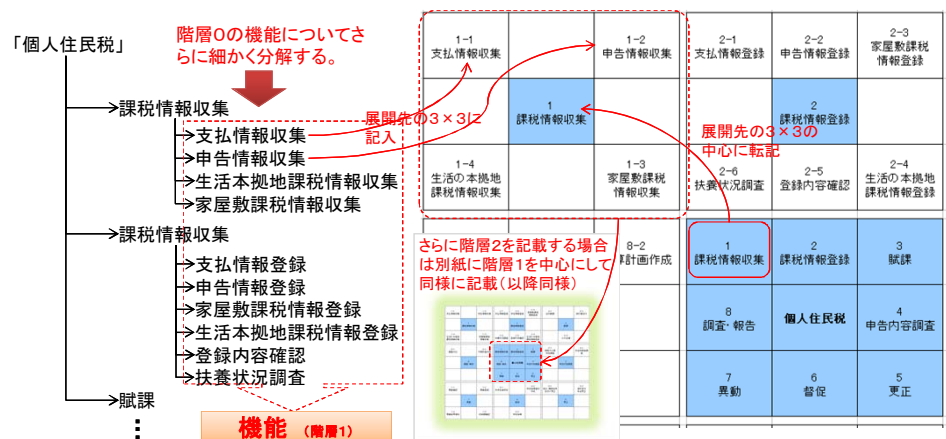 「個人住民税」
階層0の機能についてさ
らに細かく分解する。
課税情報収集
支払情報収集
申告情報収集
生活本拠地課税情報収集
家屋敷課税情報収集
課税情報収集
支払情報登録
申告情報登録
家屋敷課税情報登録
生活本拠地課税情報登録
登録内容確認
扶養状況調査
賦課
機能 (階層1)
展開先の3×3に
記入
1-1
支払情報収集
1-2
申告情報収集
1
課税情報収集
1-4
生活の本拠地
課税情報収集
1-3
家屋敷課税
情報収集
2-1
支払情報登録
2-2
申告情報登録
2-3
家屋敷課税
情報登録
2
課税情報登録
展開先の3×3の
中心に転記
2-6
扶養状況調査
2-5
登録内容確認
2-4
生活の本拠地
課税情報登録
さらに階層2を記載する場合
は別紙に階層1を中心にして
同様に記載(以降同様)
8-2
計画作成
1
課税情報収集
2
課税情報登録
3
賦課
8
調査・報告
個人住民税
4
申告内容調査
7
異動
6
督促
5
更正